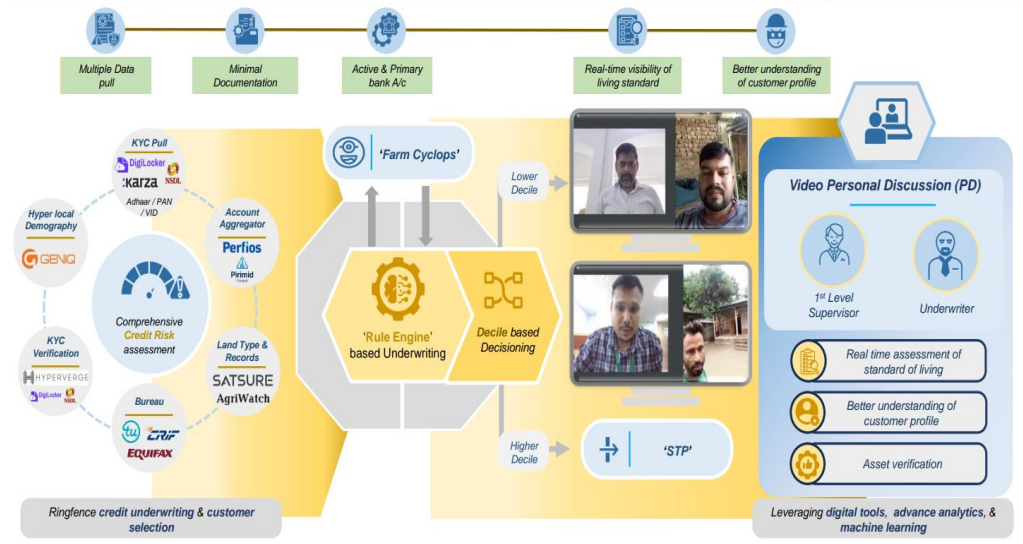 Multiple Data
pull
Minimal
Documentation
Active & Primary
bank A/c
Real-time visibility of
living standard
Better understanding
of customer profile
KYC Pull
DigiLocker
:KARZA
NSDL
Adhaar / PAN
/ VID
Hyper local
Demography
GENIQ
Account
Aggregator
Perfios
Pirimid
Comprehensive
Credit Risk
assessment
KYC
Verification
HYPERVERGE
DigiLocker
NSDL
Land Type &
Records
SATSURE
AgriWatch
Bureau
tu
CRIF
EQUIFAX
Ringfence credit underwriting & customer
selection
'Farm Cyclops'
'Rule Engine'
based Underwriting
Decile based
Decisioning
Lower
Decile
Higher
Decile
'STP'
Video Personal Discussion (PD)
1st Level
Supervisor
Underwriter
Real time assessment of
standard of living
Better understanding of
customer profile
Asset verification
Leveraging digital tools, advance analytics, &
machine learning